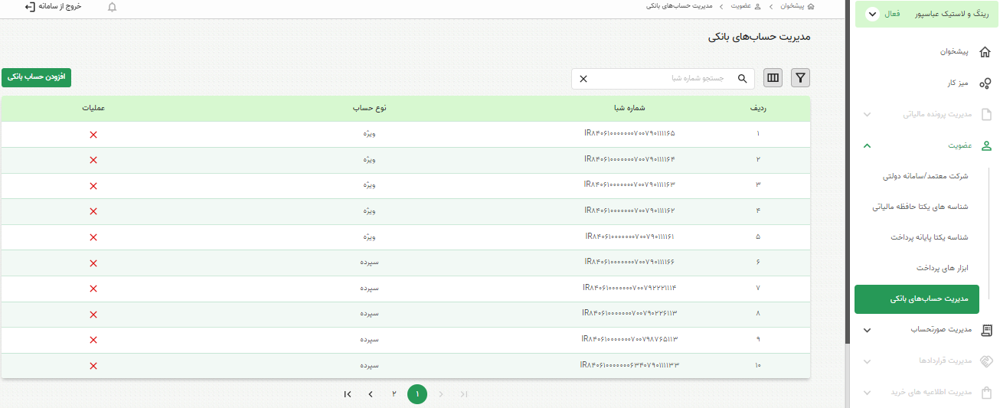 رینگ و لاستیک عباسپور فعال
پیشخوان
میز کار
مدیریت پرونده مالیاتی
عضویت
شرکت معتمد/سامانه دولتی
شناسه های یکتا حافظه مالیاتی
شناسه یکتا پایانه پرداخت
ابزار های پرداخت
مدیریت حساب‌های بانکی
مدیریت صورتحساب
مدیریت قراردادها
مدیریت اطلاعیه های خرید
پیشخوان عضویت مدیریت حساب‌های بانکی خروج از سامانه
مدیریت حساب‌های بانکی
جستجو شماره شبا افزودن حساب بانکی
ردیف شماره شبا نوع حساب عملیات
۱ IR۸۴۰۶۱۰۰۰۰۰۰۰۷۰۰۷۹۰۱۱۱۱۶۵ ویژه
۲ IR۸۴۰۶۱۰۰۰۰۰۰۰۷۰۰۷۹۰۱۱۱۱۶۴ ویژه
۳ IR۸۴۰۶۱۰۰۰۰۰۰۰۷۰۰۷۹۰۱۱۱۱۶۳ ویژه
۴ IR۸۴۰۶۱۰۰۰۰۰۰۰۷۰۰۷۹۰۱۱۱۱۶۲ ویژه
۵ IR۸۴۰۶۱۰۰۰۰۰۰۰۷۰۰۷۹۰۱۱۱۱۶۱ ویژه
۶ IR۸۴۰۶۱۰۰۰۰۰۰۰۷۰۰۷۹۰۱۱۱۱۶۶ سپرده
۷ IR۸۴۰۶۱۰۰۰۰۰۰۰۷۰۰۷۹۲۲۲۱۱۱۴ سپرده
۸ IR۸۴۰۶۱۰۰۰۰۰۰۰۷۰۰۷۹۰۲۲۶۱۱۳ سپرده
۹ IR۸۴۰۶۱۰۰۰۰۰۰۰۷۰۰۷۹۸۷۶۵۱۱۳ سپرده
۱۰ IR۸۴۰۶۱۰۰۰۰۰۰۰۶۳۴۰۷۹۰۱۱۱۱۳۳ سپرده
۱ ۲